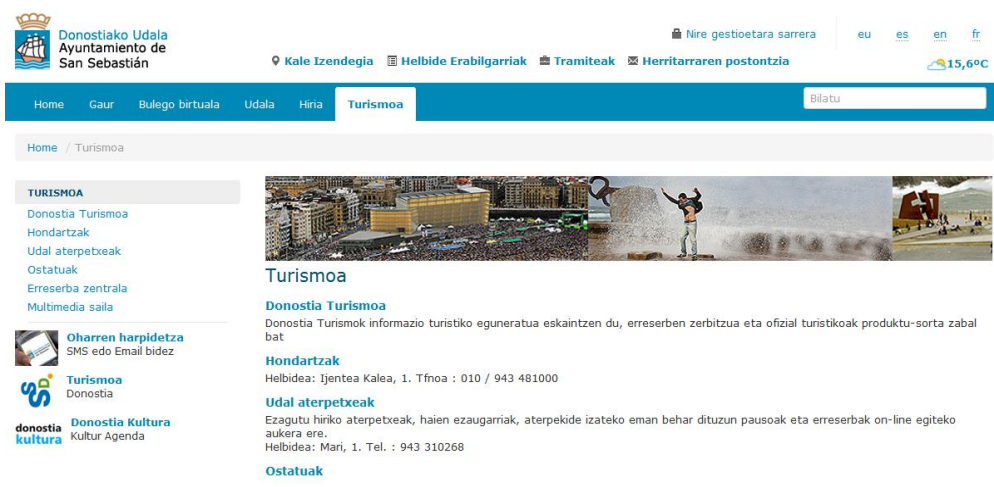 Donostiako Udala
Ayuntamiento de
San Sebastián
Nire gestioetara sarrera
eu es en fr
Kale Izendegia Helbide Erabilgarriak Tramiteak Herritarraren postontzia
15,6ºC
Home Gaur Bulego birtuala Udala Hiria Turismoa
Bilatu
Home / Turismoa
TURISMOA
Donostia Turismoa
Hondartzak
Udal aterpetxeak
Ostatuak
Erreserba zentrala
Multimedia saila
Oharren harpidetza
SMS edo Email bidez
SSDº
Turismoa
Donostia
donostia
kultura
Donostia Kultura
Kultur Agenda
Turismoa
Donostia Turismoa
Donostia Turismok informazio turistiko eguneratua eskaintzen du, erreserben zerbitzua eta ofizial turistikoak produktu-sorta zabal
bat
Hondartzak
Helbidea: Ijentea Kalea, 1. Tfnoa : 010 / 943 481000
Udal aterpetxeak
Ezagutu hiriko aterpetxeak, haien ezaugarriak, aterpekide izateko eman behar dituzun pausoak eta erreserbak on-line egiteko
aukera ere.
Helbidea: Mari, 1. Tel. : 943 310268
Ostatuak